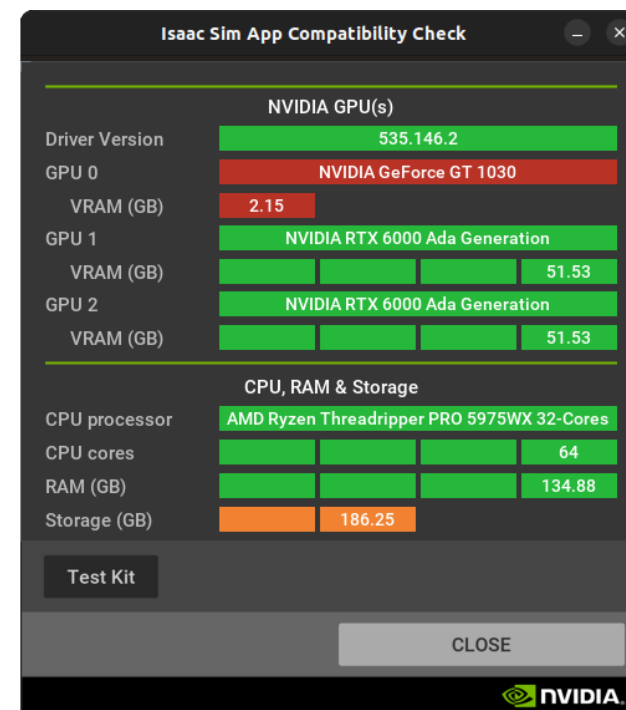 Isaac Sim App Compatibility Check
NVIDIA GPU(s)
Driver Version 535.146.2
GPU 0 NVIDIA GeForce GT 1030
VRAM (GB) 2.15
GPU 1 NVIDIA RTX 6000 Ada Generation
VRAM (GB) 51.53
GPU 2 NVIDIA RTX 6000 Ada Generation
VRAM (GB) 51.53
CPU, RAM & Storage
CPU processor AMD Ryzen Threadripper PRO 5975WX 32-Cores
CPU cores 64
RAM (GB) 134.88
Storage (GB) 186.25
Test Kit
CLOSE
NVIDIA.